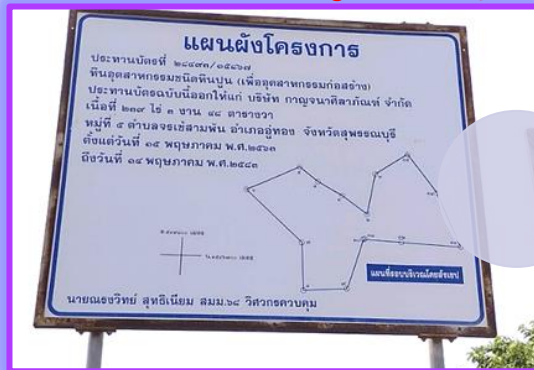 แผนผังโครงการ
ประทานบัตรที่ ๒๘๔๙๓/๑๕๘๖๗
หินอุตสาหกรรมชนิดหินปูน (เพื่ออุตสาหกรรมก่อสร้าง)
ประทานบัตรฉบับนี้ออกให้แก่ บริษัท กาญจนาศิลาภัณฑ์ จำกัด
เนื้อที่ ๒๓๙ ไร่ ๓ งาน ๔๔ ตารางวา
หมู่ที่ ๕ ตำบลจรเข้สามพัน อำเภออู่ทอง จังหวัดสุพรรณบุรี
ตั้งแต่วันที่ ๑๕ พฤษภาคม พ.ศ.๒๕๖๓
ถึงวันที่ ๑๔ พฤษภาคม พ.ศ.๒๕๘๓
แผนที่รอบบริเวณโดยสังเขป
นายณรงวิทย์ สุทธิเนียม สมม.๖๘ วิศวกรควบคุม